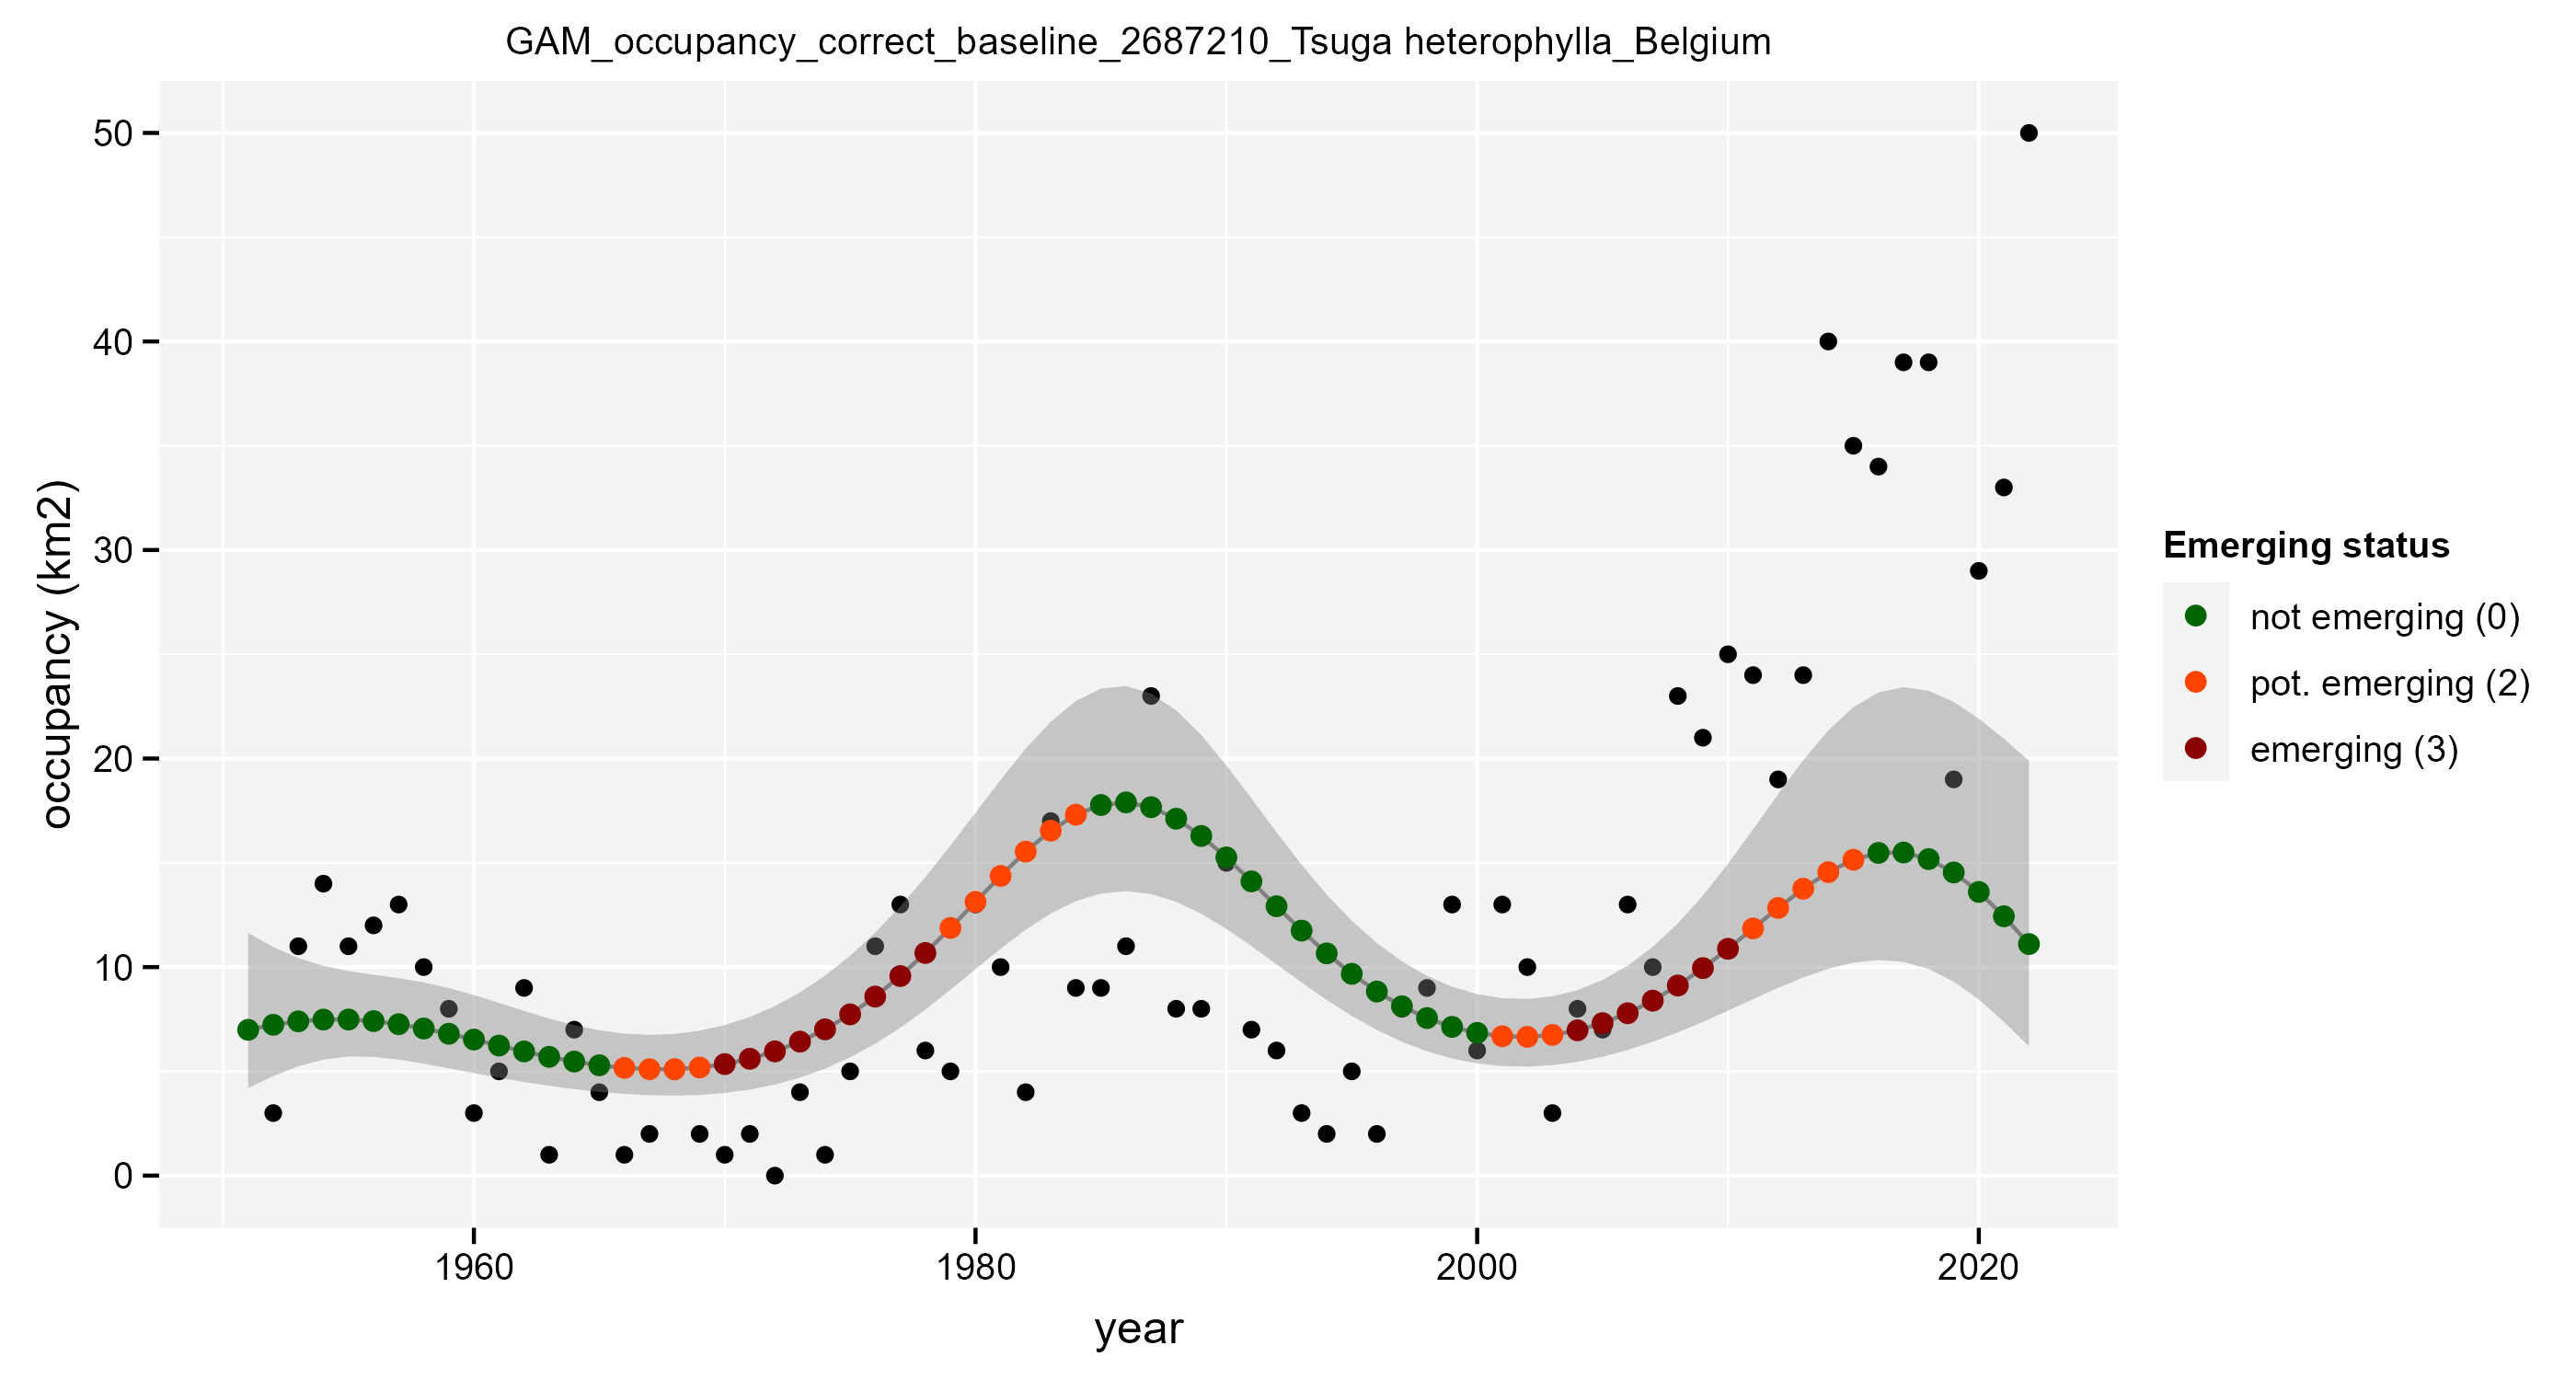 GAM_occupancy_correct_baseline_2687210_Tsuga heterophylla_Belgium
50
40
30
20
10
0
occupancy (km2)
1960 1980 2000 2020
year
Emerging status
not emerging (0)
pot. emerging (2)
emerging (3)